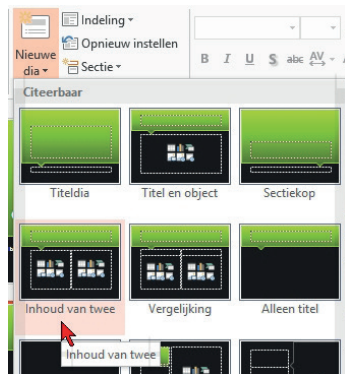 Indeling
Opnieuw instellen
Nieuwe
dia
Sectie
B I U S abc AV
Citeerbaar
Titeldia
Titel en object
Sectiekop
Inhoud van twee
Vergelijking
Alleen titel
Inhoud van twee